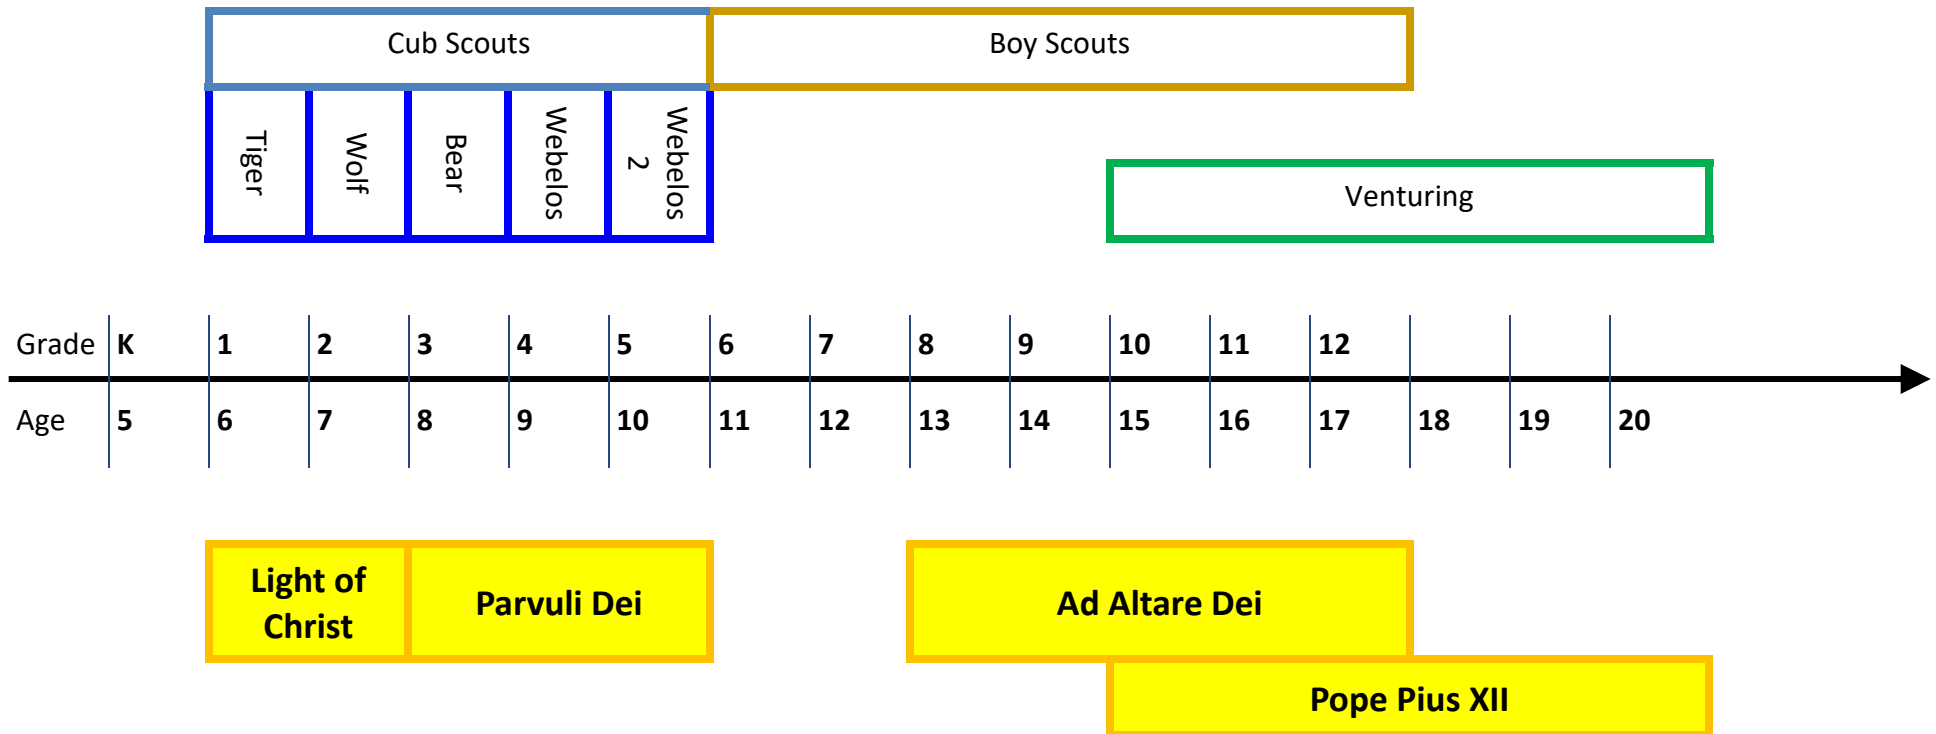 Cub Scouts
Boy Scouts
Tiger
Wolf
Bear
Webelos
Webelos
2
Venturing
Grade K 1 2 3 4 5 6 7 8 9 10 11 12
Age 5 6 7 8 9 10 11 12 13 14 15 16 17 18 19 20
Light of
Christ
Parvuli Dei
Ad Altare Dei
Pope Pius XII